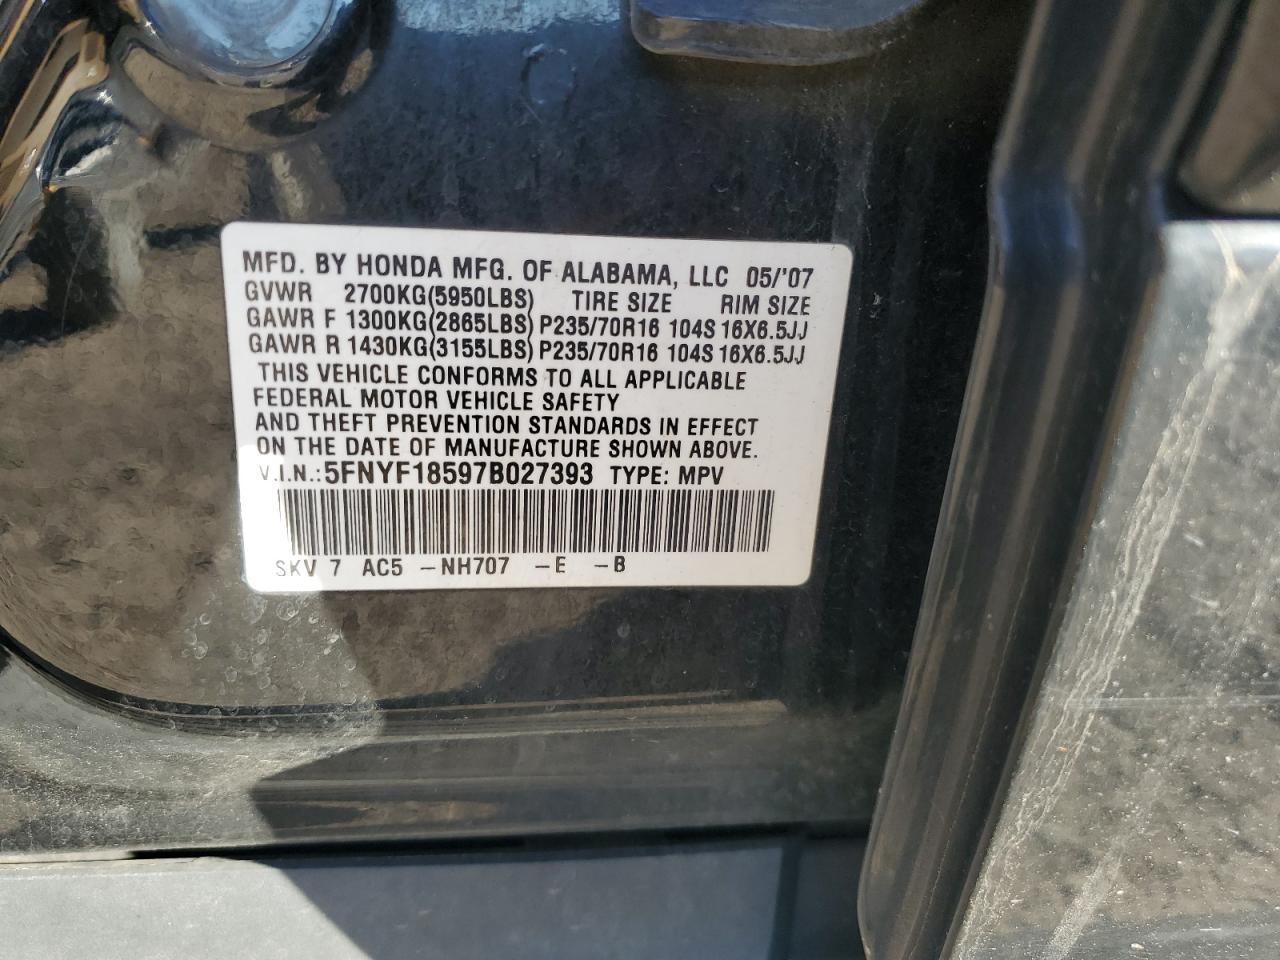 MFD. BY HONDA MFG. OF ALABAMA, LLC 05/'07
GVWR 2700KG(5950LBS) TIRE SIZE RIM SIZE
GAWR F 1300KG(2865LBS) P235/70R16 104S 16X6.5JJ
GAWR R 1430KG(3155LBS) P235/70R16 104S 16X6.5JJ
THIS VEHICLE CONFORMS TO ALL APPLICABLE
FEDERAL MOTOR VEHICLE SAFETY
AND THEFT PREVENTION STANDARDS IN EFFECT
ON THE DATE OF MANUFACTURE SHOWN ABOVE.
V.I.N.: 5FNYF18597B027393 TYPE: MPV
SKV 7 AC5 -NH707 -E -B